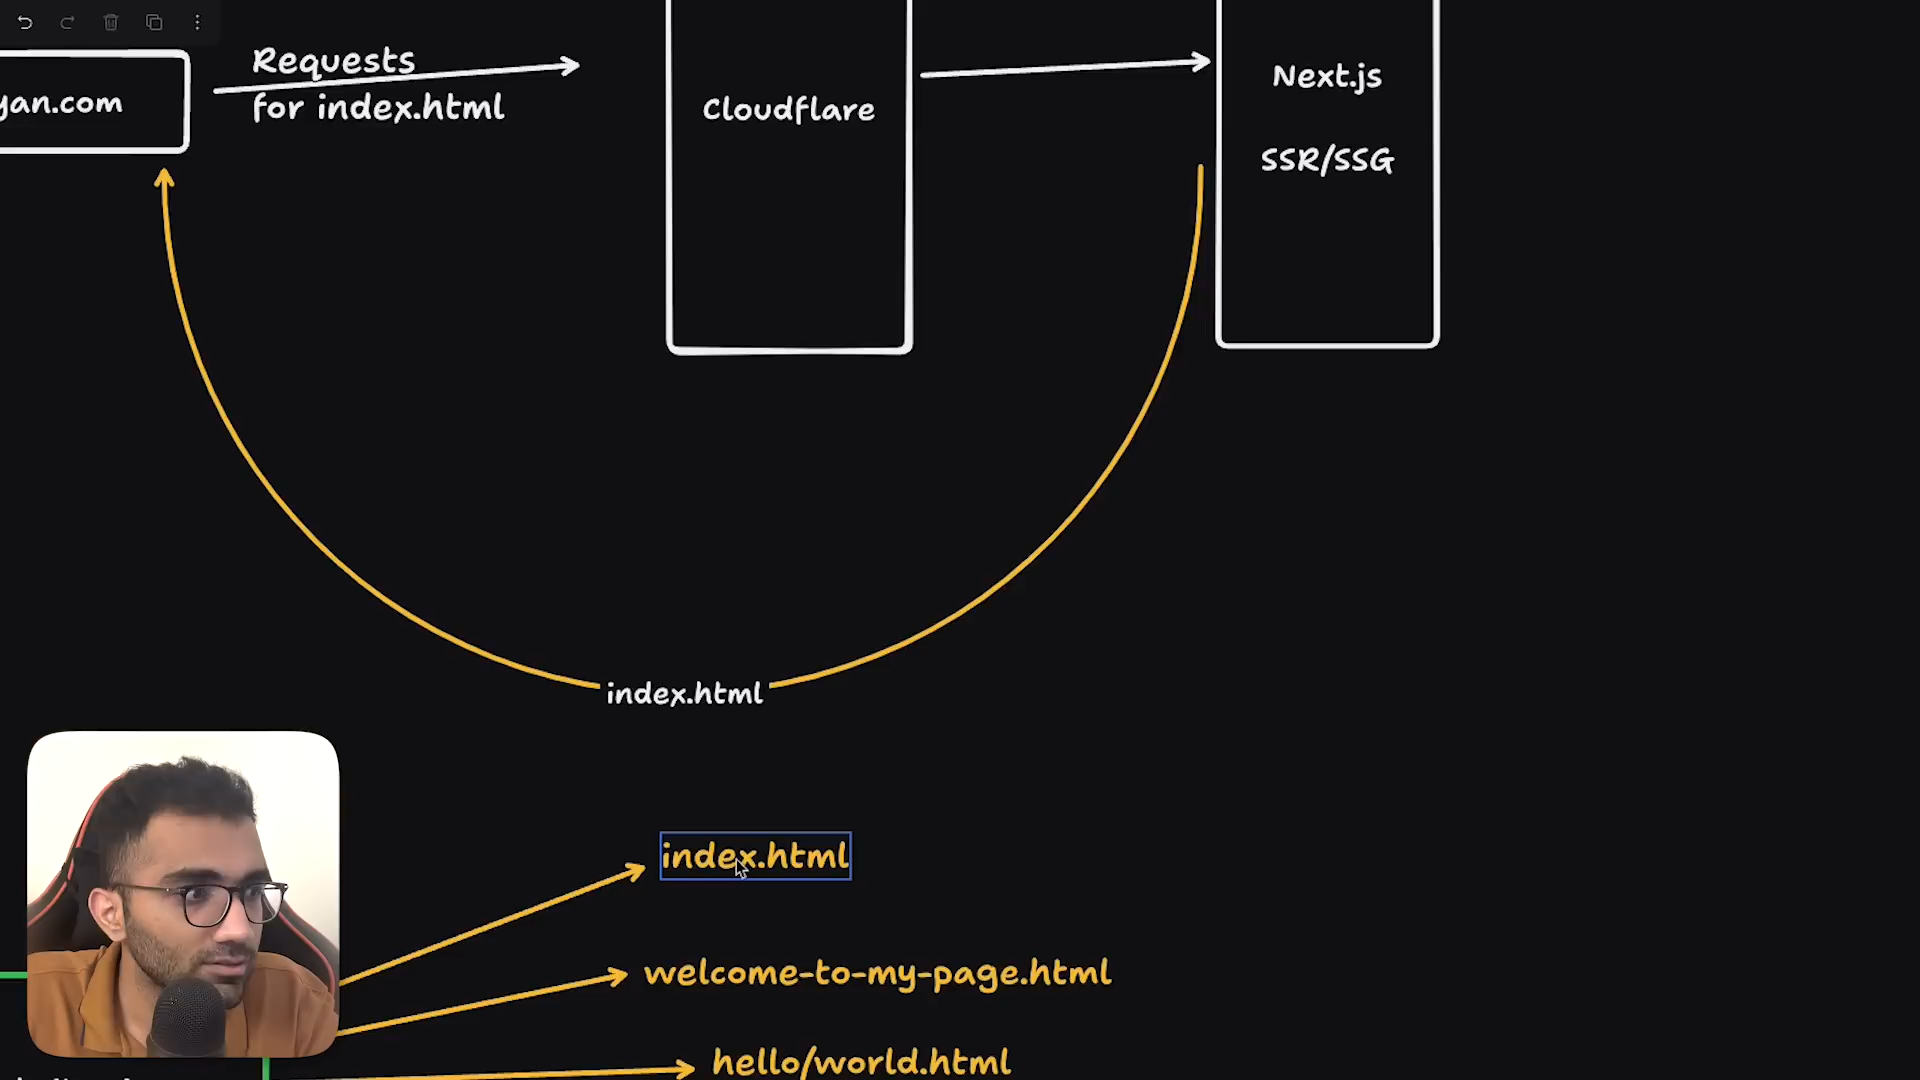 Requests
for index.html
yan.com
Cloudflare
Next.js
SSR/SSG
index.html
index.html
welcome-to-my-page.html
hello/world.html